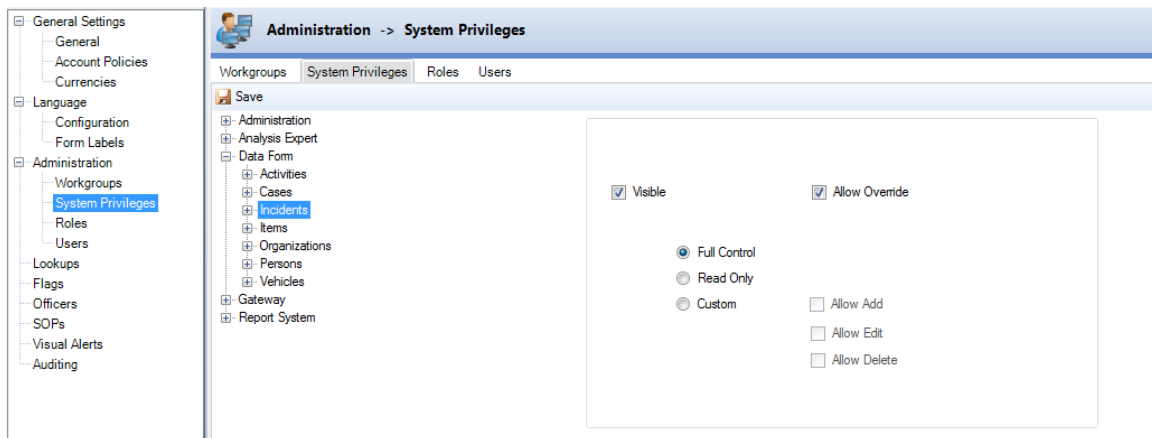 General Settings
General
Account Policies
Currencies
Language
Configuration
Form Labels
Administration
Workgroups
System Privileges
Roles
Users
Lookups
Flags
Officers
SOPs
Visual Alerts
Auditing
Administration -> System Privileges
Workgroups System Privileges Roles Users
Save
Administration
Analysis Expert
Data Form
Activities
Cases
Incidents
Items
Organizations
Persons
Vehicles
Gateway
Report System
Visible Allow Override
Full Control
Read Only
Custom Allow Add
Allow Edit
Allow Delete